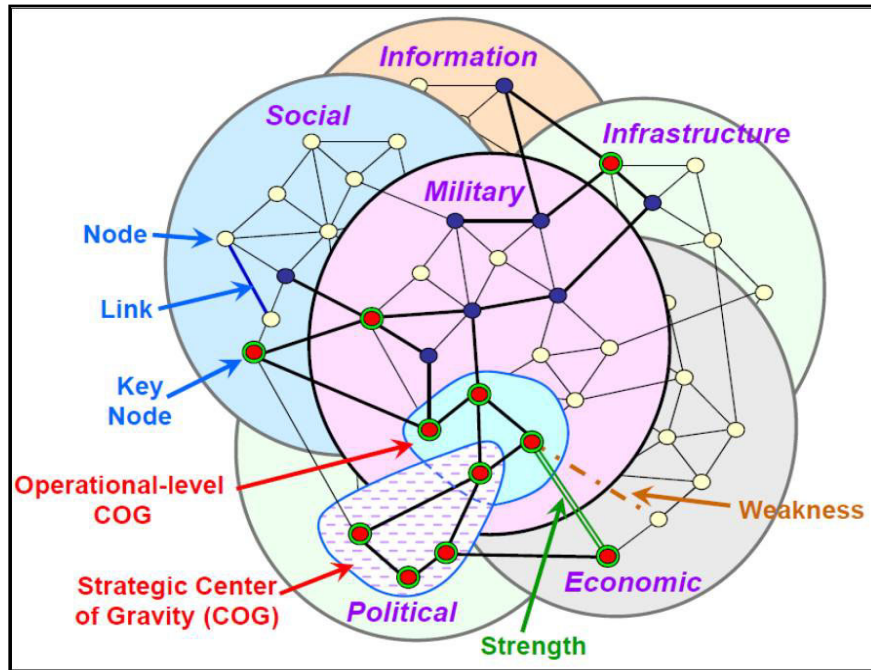 Information
Social
Infrastructure
Military
Node
Link
Key
Node
Operational-level
COG
Weakness
Strategic Center
of Gravity (COG)
Economic
Political
Strength